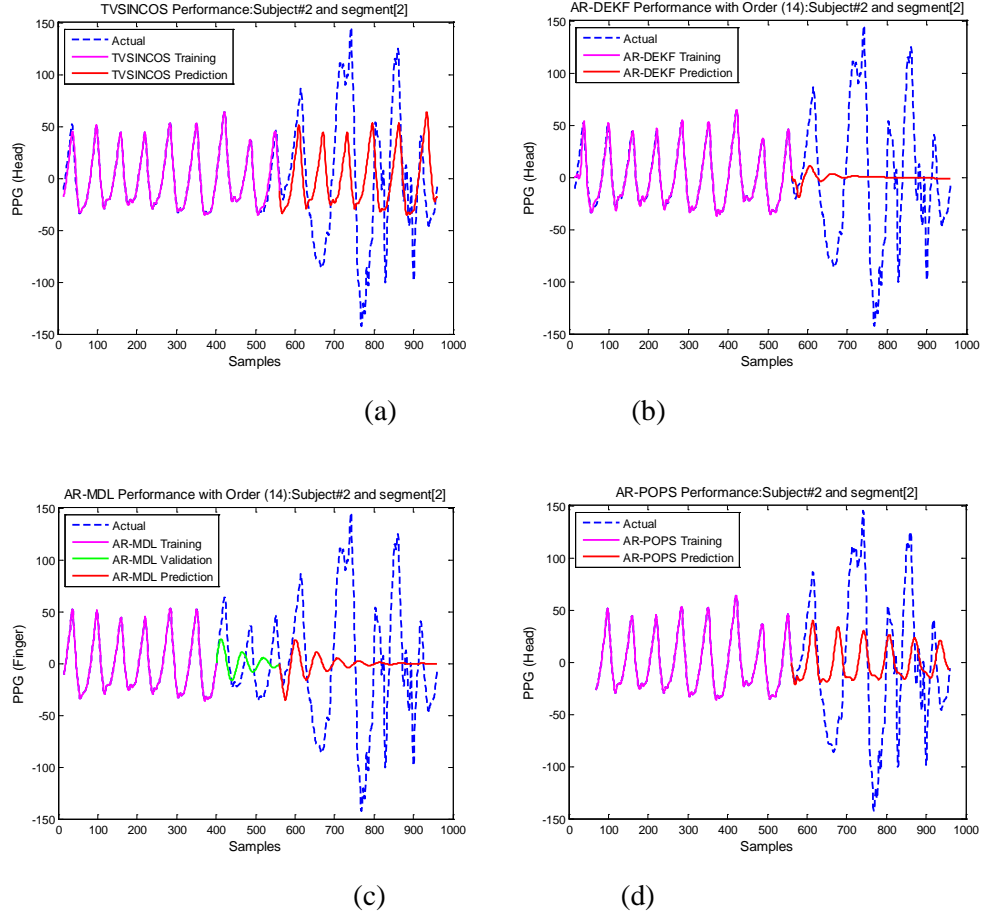 TVSINCOS Performance:Subject#2 and segment[2]
Actual
TVSINCOS Training
TVSINCOS Prediction
PPG (Head)
150
100
50
0
-50
-100
-150
0 100 200 300 400 500 600 700 800 900 1000
Samples
(a)
AR-DEKF Performance with Order (14):Subject#2 and segment[2]
Actual
AR-DEKF Training
AR-DEKF Prediction
PPG (Head)
150
100
50
0
-50
-100
-150
0 100 200 300 400 500 600 700 800 900 1000
Samples
(b)
AR-MDL Performance with Order (14):Subject#2 and segment[2]
Actual
AR-MDL Training
AR-MDL Validation
AR-MDL Prediction
PPG (Finger)
150
100
50
0
-50
-100
-150
0 100 200 300 400 500 600 700 800 900 1000
Samples
(c)
AR-POPS Performance:Subject#2 and segment[2]
Actual
AR-POPS Training
AR-POPS Prediction
PPG (Head)
150
100
50
0
-50
-100
-150
0 100 200 300 400 500 600 700 800 900 1000
Samples
(d)